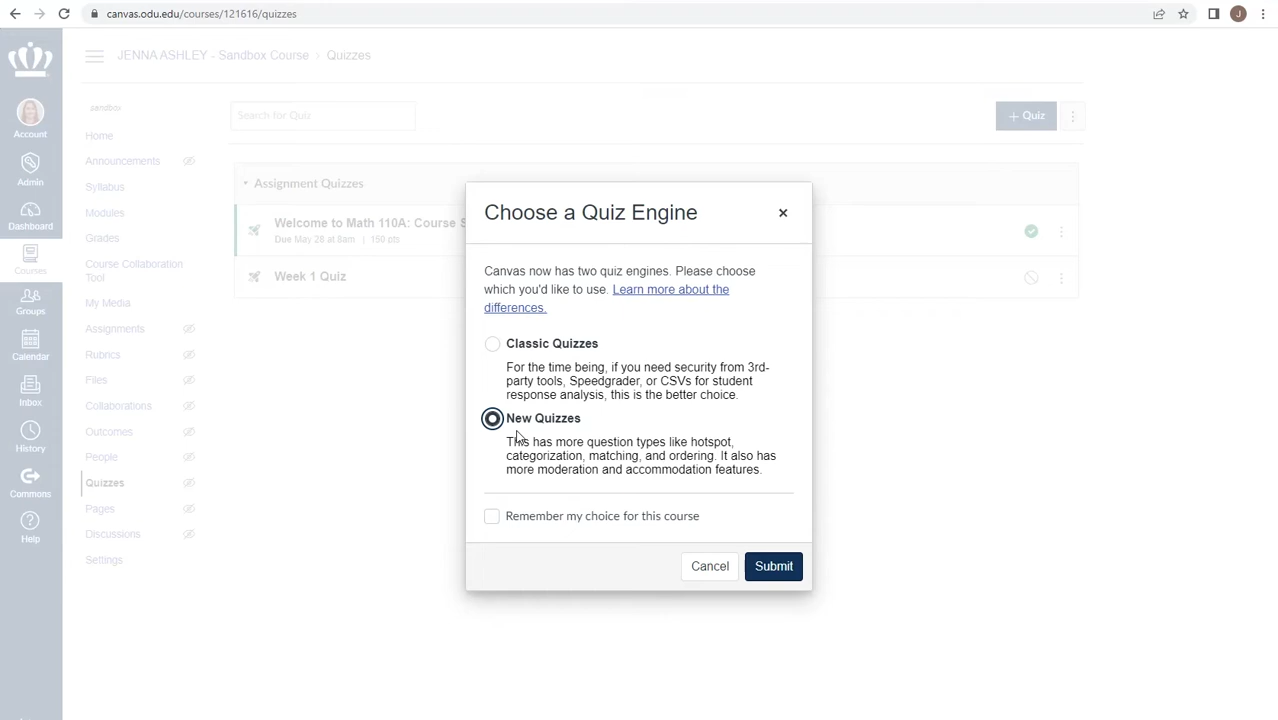 canvas.odu.edu/courses/121616/quizzes
J
JENNA ASHLEY - Sandbox Course › Quizzes
Account
Admin
Dashboard
Courses
Groups
Calendar
Inbox
History
Commons
Help
sandbox
Home
Announcements
Syllabus
Modules
Grades
Course Collaboration
Tool
My Media
Assignments
Rubrics
Files
Collaborations
Outcomes
People
Quizzes
Pages
Discussions
Settings
Search for Quiz
+ Quiz
Assignment Quizzes
Welcome to Math 110A: Course S
Due May 28 at 8am | 150 pts
Week 1 Quiz
Choose a Quiz Engine
Canvas now has two quiz engines. Please choose
which you'd like to use. Learn more about the
differences.
Classic Quizzes
For the time being, if you need security from 3rd-
party tools, Speedgrader, or CSVs for student
response analysis, this is the better choice.
New Quizzes
This has more question types like hotspot,
categorization, matching, and ordering. It also has
more moderation and accommodation features.
Remember my choice for this course
Cancel
Submit